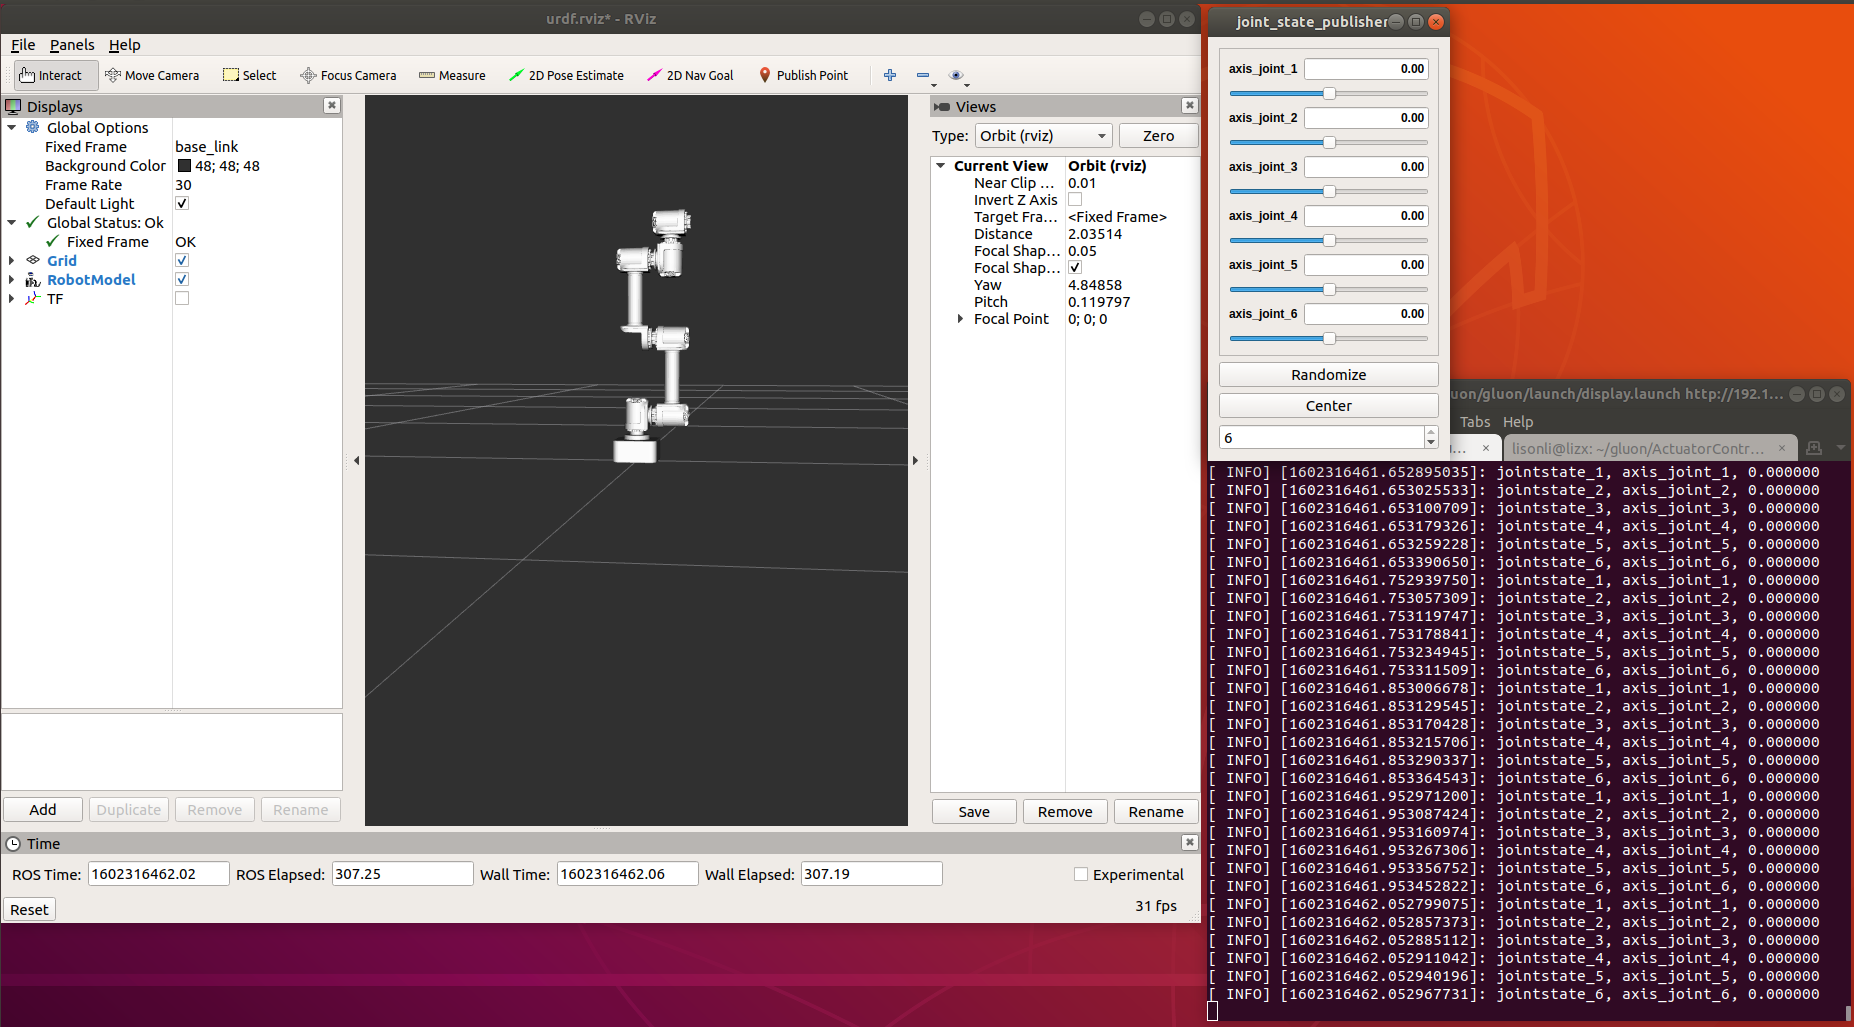 urdf.rviz* - RViz
File Panels Help
Interact Move Camera Select Focus Camera Measure 2D Pose Estimate 2D Nav Goal Publish Point
Displays
Global Options
Fixed Frame base_link
Background Color 48; 48; 48
Frame Rate 30
Default Light
Global Status: Ok
Fixed Frame OK
Grid
RobotModel
TF
Add Duplicate Remove Rename
Views
Type: Orbit (rviz) Zero
Current View Orbit (rviz)
Near Clip ... 0.01
Invert Z Axis
Target Fra... <Fixed Frame>
Distance 2.03514
Focal Shap... 0.05
Focal Shap...
Yaw 4.84858
Pitch 0.119797
Focal Point 0; 0; 0
Save Remove Rename
Time
ROS Time: 1602316462.02 ROS Elapsed: 307.25 Wall Time: 1602316462.06 Wall Elapsed: 307.19 Experimental
Reset 31 fps
joint_state_publisher
axis_joint_1 0.00
axis_joint_2 0.00
axis_joint_3 0.00
axis_joint_4 0.00
axis_joint_5 0.00
axis_joint_6 0.00
Randomize
Center
6
uon/gluon/launch/display.launch http://192.1...
Tabs Help
... lisonli@lizx: ~/gluon/ActuatorContr...
[ INFO] [1602316461.652895035]: jointstate_1, axis_joint_1, 0.000000
[ INFO] [1602316461.653025533]: jointstate_2, axis_joint_2, 0.000000
[ INFO] [1602316461.653100709]: jointstate_3, axis_joint_3, 0.000000
[ INFO] [1602316461.653179326]: jointstate_4, axis_joint_4, 0.000000
[ INFO] [1602316461.653259228]: jointstate_5, axis_joint_5, 0.000000
[ INFO] [1602316461.653390650]: jointstate_6, axis_joint_6, 0.000000
[ INFO] [1602316461.752939750]: jointstate_1, axis_joint_1, 0.000000
[ INFO] [1602316461.753057309]: jointstate_2, axis_joint_2, 0.000000
[ INFO] [1602316461.753119747]: jointstate_3, axis_joint_3, 0.000000
[ INFO] [1602316461.753178841]: jointstate_4, axis_joint_4, 0.000000
[ INFO] [1602316461.753234945]: jointstate_5, axis_joint_5, 0.000000
[ INFO] [1602316461.753311509]: jointstate_6, axis_joint_6, 0.000000
[ INFO] [1602316461.853006678]: jointstate_1, axis_joint_1, 0.000000
[ INFO] [1602316461.853129545]: jointstate_2, axis_joint_2, 0.000000
[ INFO] [1602316461.853170428]: jointstate_3, axis_joint_3, 0.000000
[ INFO] [1602316461.853215706]: jointstate_4, axis_joint_4, 0.000000
[ INFO] [1602316461.853290337]: jointstate_5, axis_joint_5, 0.000000
[ INFO] [1602316461.853364543]: jointstate_6, axis_joint_6, 0.000000
[ INFO] [1602316461.952971200]: jointstate_1, axis_joint_1, 0.000000
[ INFO] [1602316461.953087424]: jointstate_2, axis_joint_2, 0.000000
[ INFO] [1602316461.953160974]: jointstate_3, axis_joint_3, 0.000000
[ INFO] [1602316461.953267306]: jointstate_4, axis_joint_4, 0.000000
[ INFO] [1602316461.953356752]: jointstate_5, axis_joint_5, 0.000000
[ INFO] [1602316461.953452822]: jointstate_6, axis_joint_6, 0.000000
[ INFO] [1602316462.052799075]: jointstate_1, axis_joint_1, 0.000000
[ INFO] [1602316462.052857373]: jointstate_2, axis_joint_2, 0.000000
[ INFO] [1602316462.052885112]: jointstate_3, axis_joint_3, 0.000000
[ INFO] [1602316462.052911042]: jointstate_4, axis_joint_4, 0.000000
[ INFO] [1602316462.052940196]: jointstate_5, axis_joint_5, 0.000000
[ INFO] [1602316462.052967731]: jointstate_6, axis_joint_6, 0.000000